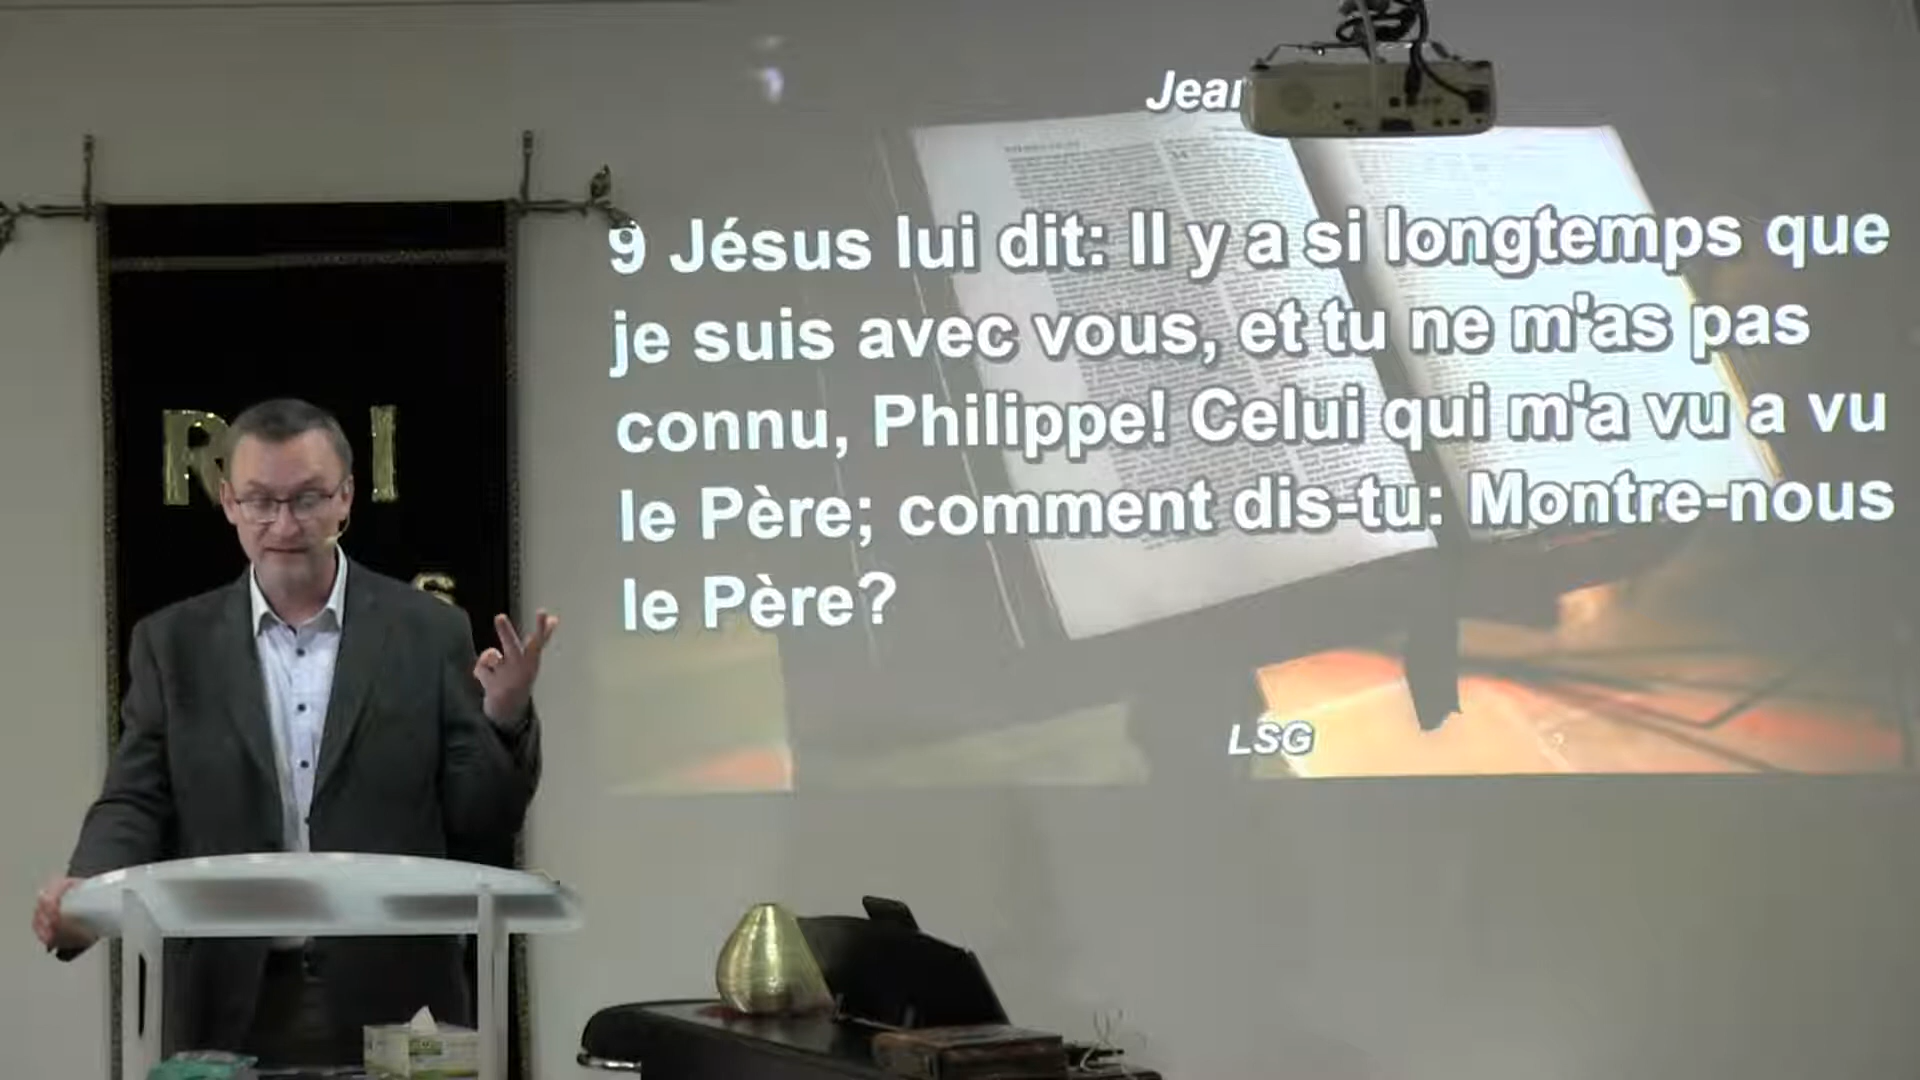 Jean
9 Jésus lui dit: Il y a si longtemps que
je suis avec vous, et tu ne m'as pas
connu, Philippe! Celui qui m'a vu a vu
le Père; comment dis-tu: Montre-nous
le Père?
LSG